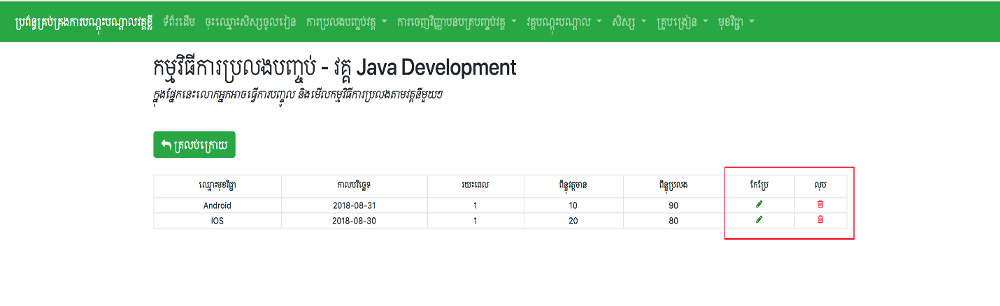 ប្រព័ន្ធគ្រប់គ្រងការបណ្តុះបណ្តាលវគ្គខ្លី ទំព័រដើម ចុះឈ្មោះសិស្សចូលរៀន ការប្រលងបញ្ចប់វគ្គ ការចេញវិញ្ញាបនបត្របញ្ចប់វគ្គ វគ្គបណ្តុះបណ្តាល សិស្ស គ្រូបង្រៀន មុខវិជ្ជា
កម្មវិធីការប្រលងបញ្ចប់ - វគ្គ Java Development
ក្នុងផ្នែកនេះលោកអ្នកអាចធ្វើការបញ្ចូល និងមើលកម្មវិធីការប្រលងតាមវគ្គនីមួយៗ
ត្រលប់ក្រោយ
ឈ្មោះមុខវិជ្ជា កាលបរិច្ឆេទ រយះពេល ពិន្ទុវត្តមាន ពិន្ទុប្រលង កែប្រែ លុប
Android 2018-08-31 1 10 90
IOS 2018-08-30 1 20 80